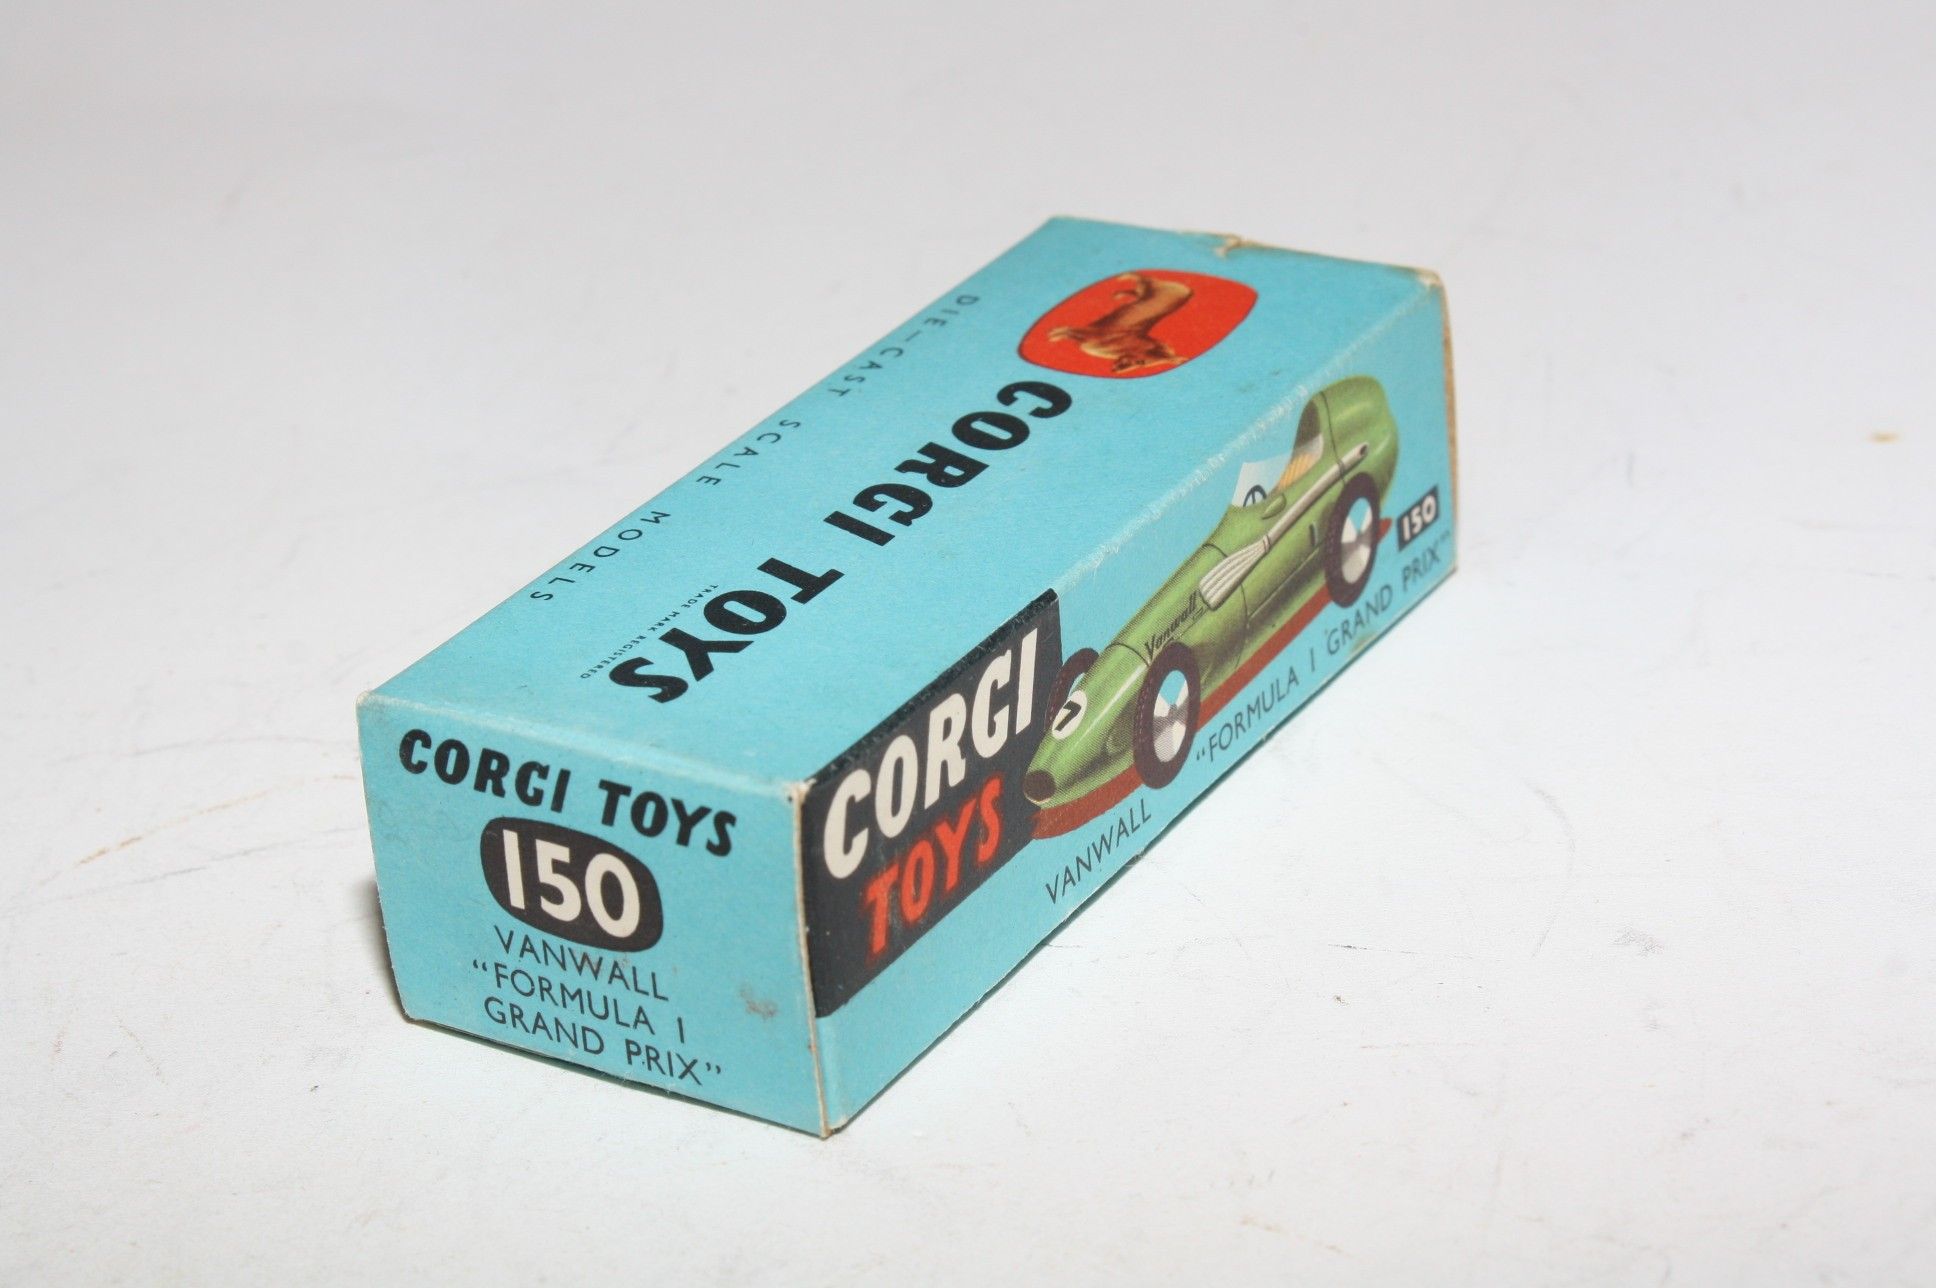 DIE-CAST SCALE MODELS
CORGI TOYS
TRADE MARK REGISTERED
CORGI TOYS
150
VANWALL
“FORMULA 1
GRAND PRIX”
CORGI
TOYS
7
Vanwall
150
VANWALL “FORMULA 1 GRAND PRIX”